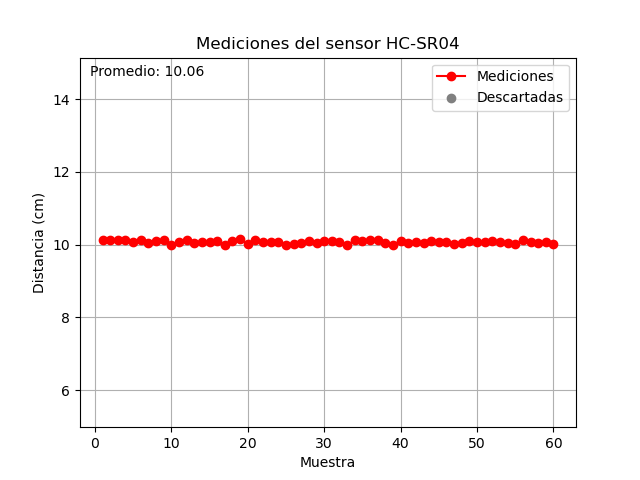 Mediciones del sensor HC-SR04
Promedio: 10.06
Mediciones
Descartadas
14
12
10
8
6
Distancia (cm)
0 10 20 30 40 50 60
Muestra